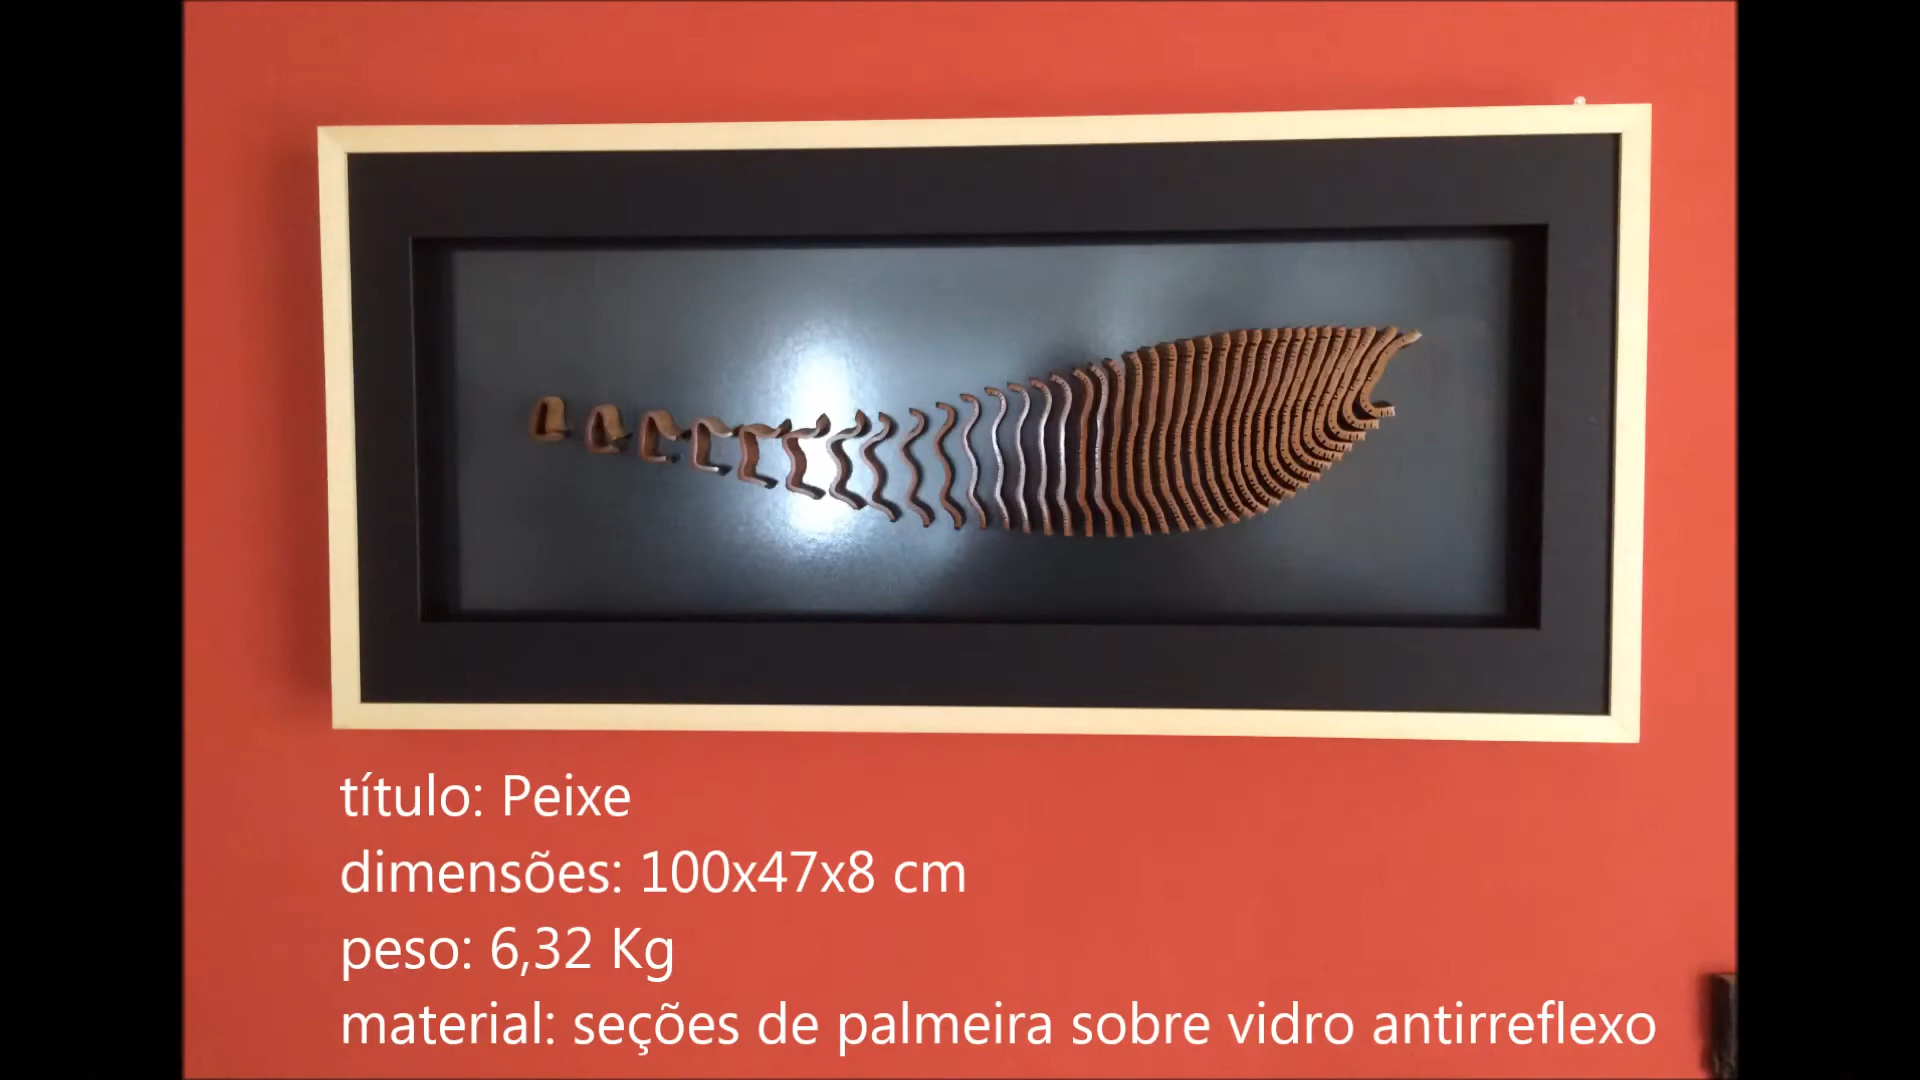 título: Peixe
dimensões: 100x47x8 cm
peso: 6,32 Kg
material: seções de palmeira sobre vidro antirreflexo